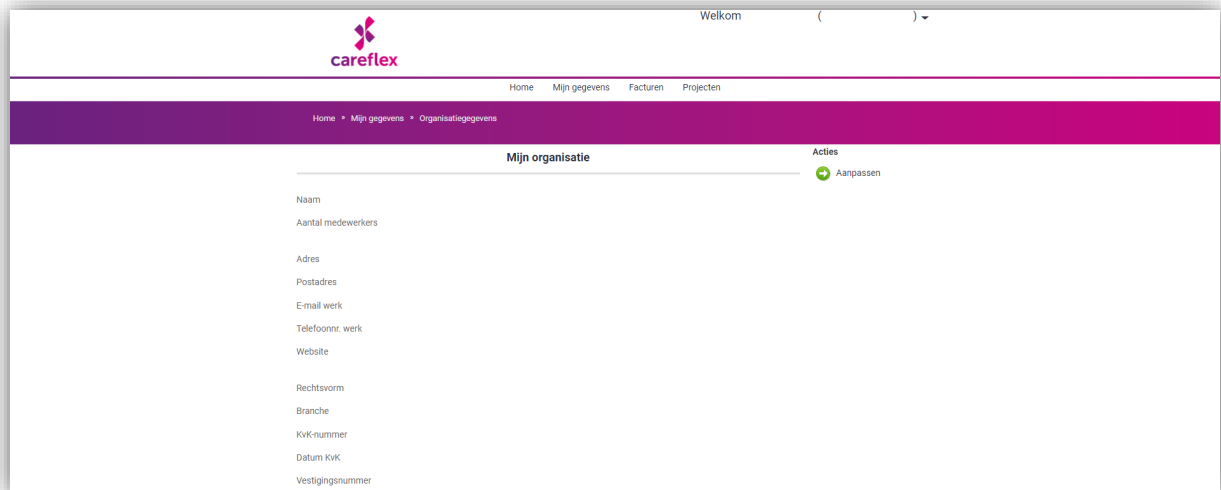 Welkom ( )
careflex
Home Mijn gegevens Facturen Projecten
Home » Mijn gegevens » Organisatiegegevens
Mijn organisatie
Acties
Aanpassen
Naam
Aantal medewerkers
Adres
Postadres
E-mail werk
Telefoonnr. werk
Website
Rechtsvorm
Branche
KvK-nummer
Datum KvK
Vestigingsnummer